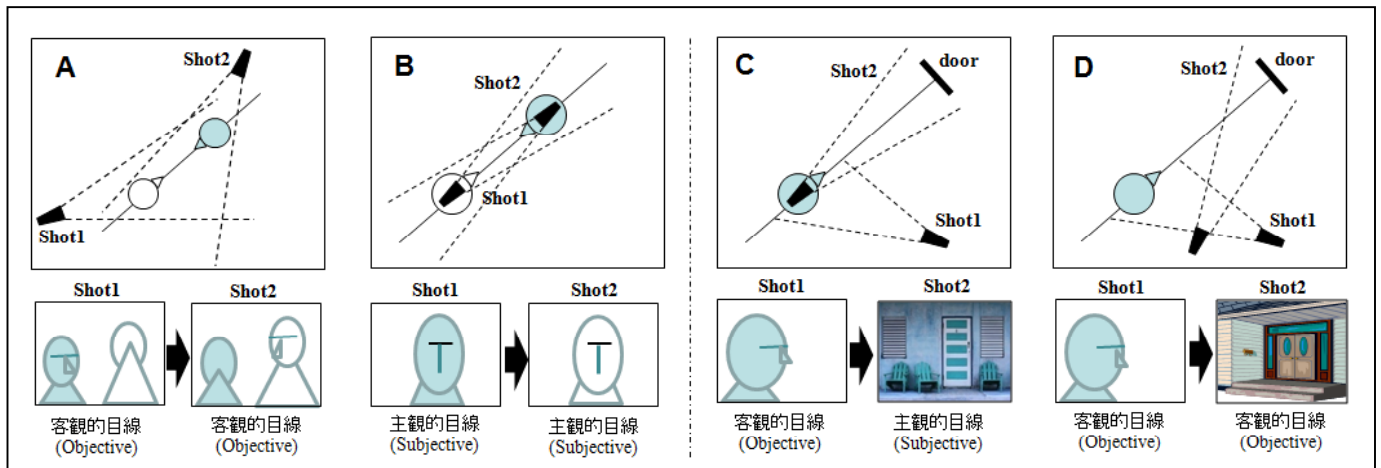 A
Shot2
Shot1
B
Shot2
Shot1
C
Shot2
door
Shot1
D
Shot2
door
Shot1
Shot1
Shot2
客観的目線
(Objective)
客観的目線
(Objective)
Shot1
Shot2
主観的目線
(Subjective)
主観的目線
(Subjective)
Shot1
Shot2
客観的目線
(Objective)
主観的目線
(Subjective)
Shot1
Shot2
客観的目線
(Objective)
客観的目線
(Objective)